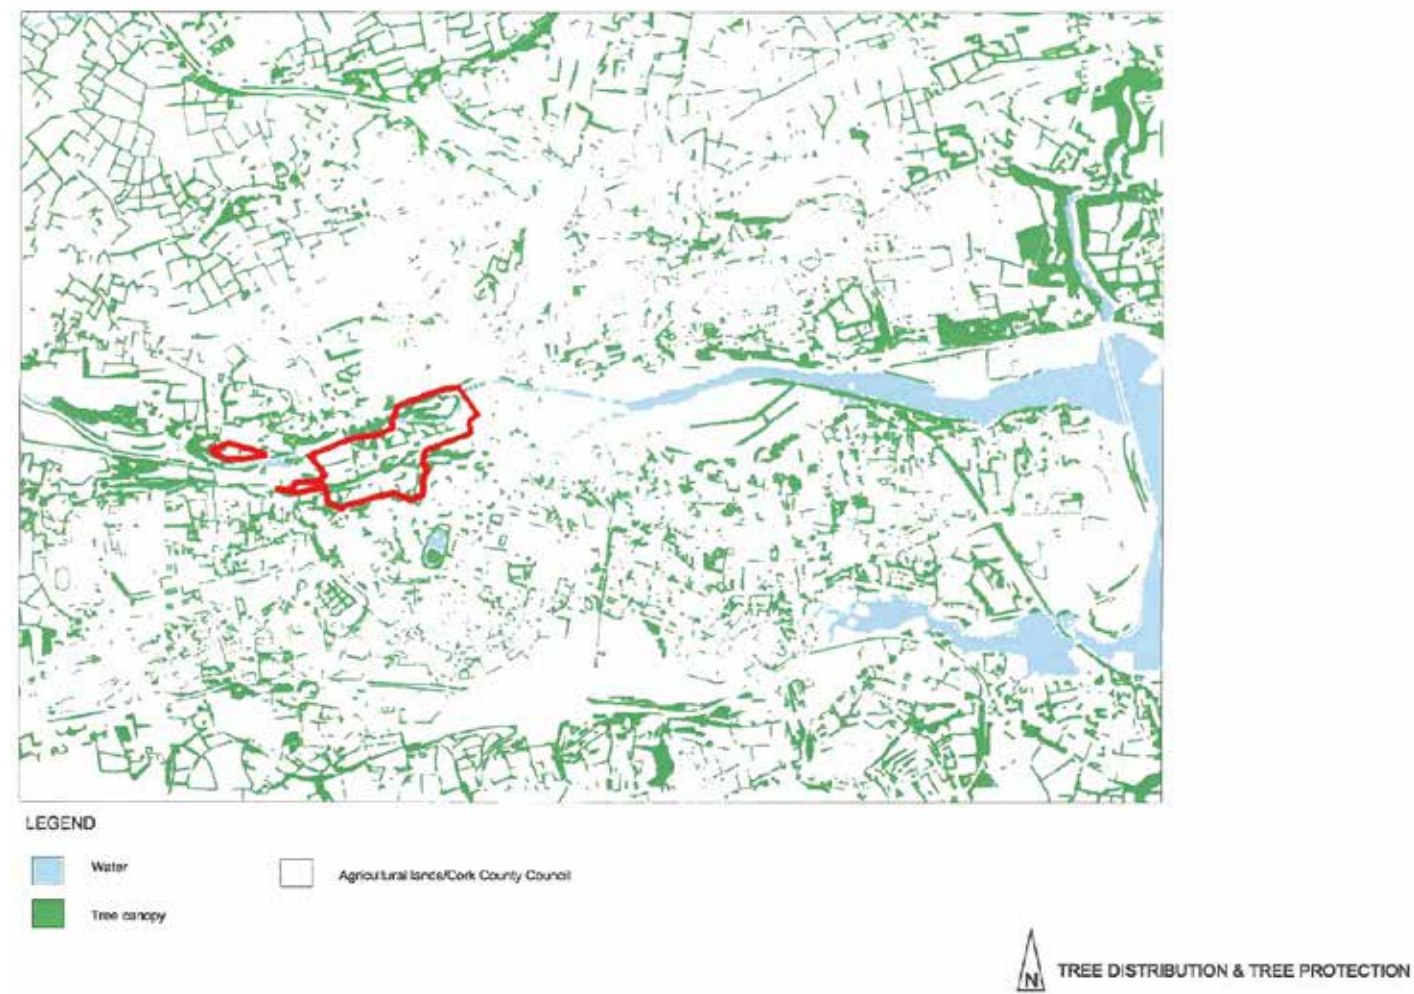 LEGEND
Water
Agricultural lands/Cork County Council
Tree canopy
N
TREE DISTRIBUTION & TREE PROTECTION